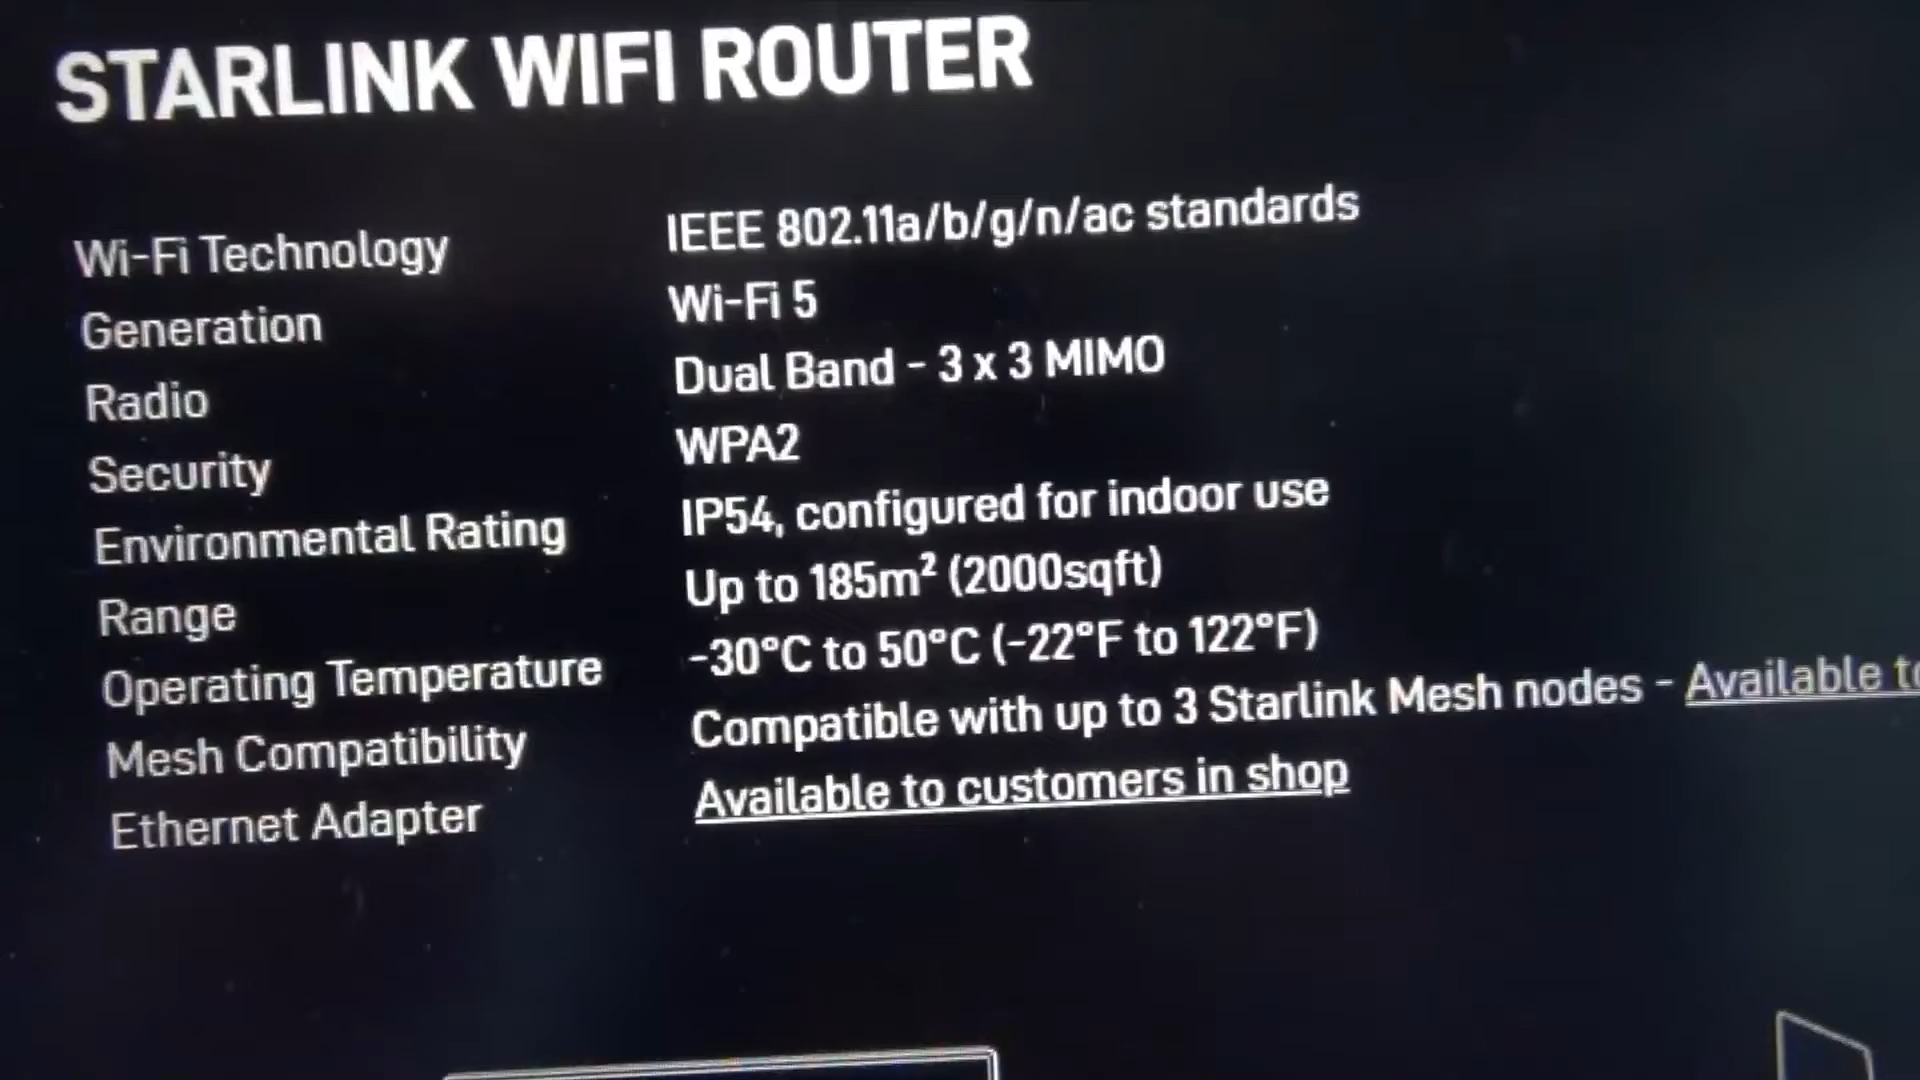 STARLINK WIFI ROUTER
Wi-Fi Technology IEEE 802.11a/b/g/n/ac standards
Generation Wi-Fi 5
Radio Dual Band - 3 x 3 MIMO
Security WPA2
Environmental Rating IP54, configured for indoor use
Range Up to 185m² (2000sqft)
Operating Temperature -30°C to 50°C (-22°F to 122°F)
Mesh Compatibility Compatible with up to 3 Starlink Mesh nodes - Available to
Ethernet Adapter Available to customers in shop